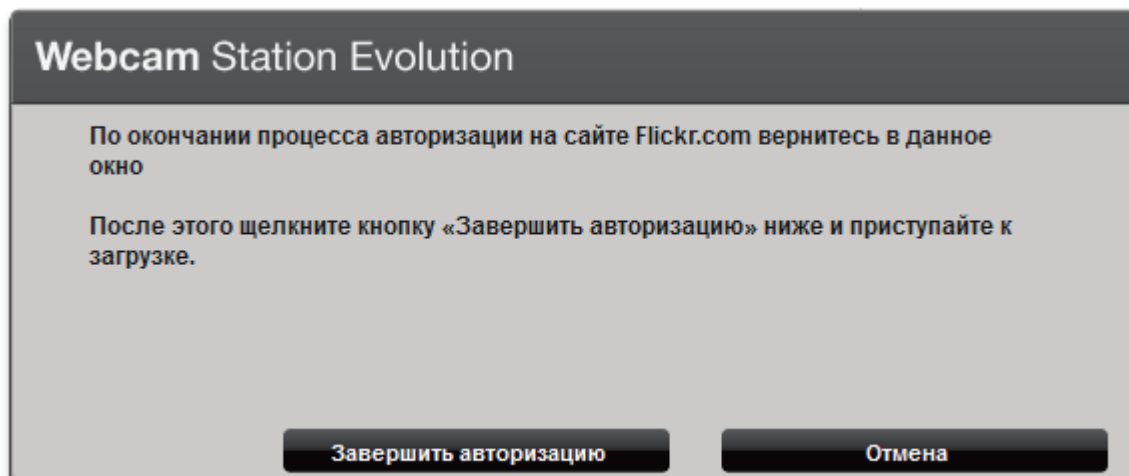 Webcam Station Evolution
По окончании процесса авторизации на сайте Flickr.com вернитесь в данное
окно
После этого щелкните кнопку «Завершить авторизацию» ниже и приступайте к
загрузке.
Завершить авторизацию
Отмена